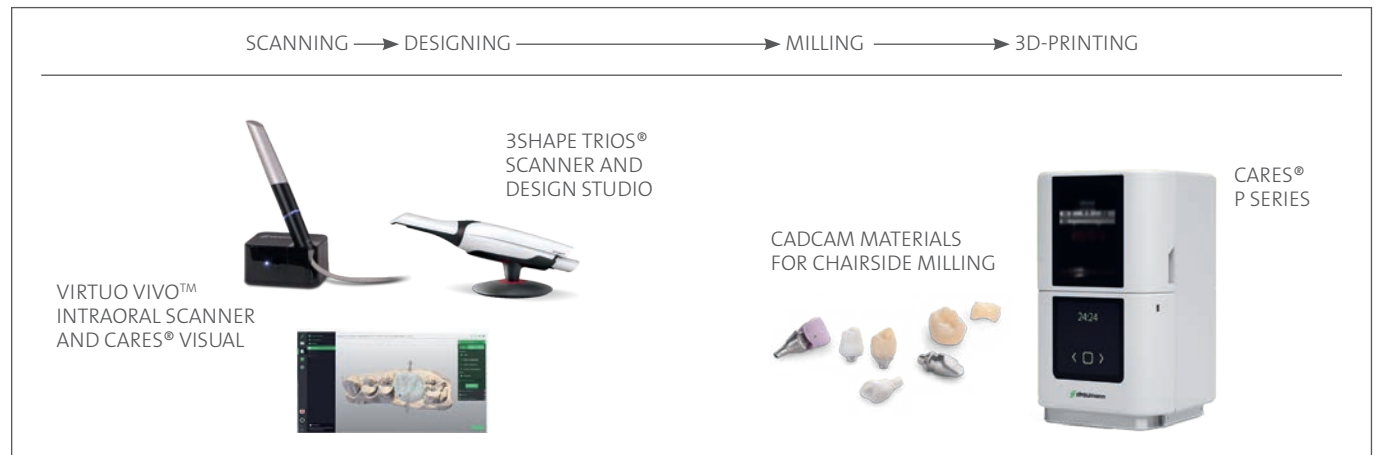 SCANNING DESIGNING MILLING 3D-PRINTING
3SHAPE TRIOS®
SCANNER AND
DESIGN STUDIO
VIRTUO VIVO™
INTRAORAL SCANNER
AND CARES® VISUAL
CADCAM MATERIALS
FOR CHAIRSIDE MILLING
CARES®
P SERIES
24:24
straumann